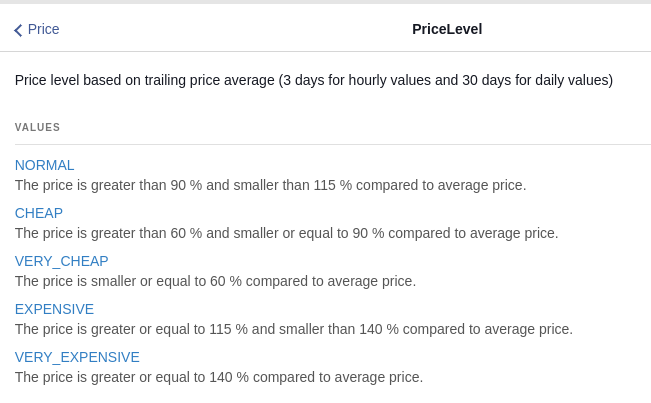 Price
PriceLevel
Price level based on trailing price average (3 days for hourly values and 30 days for daily values)
VALUES
NORMAL
The price is greater than 90 % and smaller than 115 % compared to average price.
CHEAP
The price is greater than 60 % and smaller or equal to 90 % compared to average price.
VERY_CHEAP
The price is smaller or equal to 60 % compared to average price.
EXPENSIVE
The price is greater or equal to 115 % and smaller than 140 % compared to average price.
VERY_EXPENSIVE
The price is greater or equal to 140 % compared to average price.